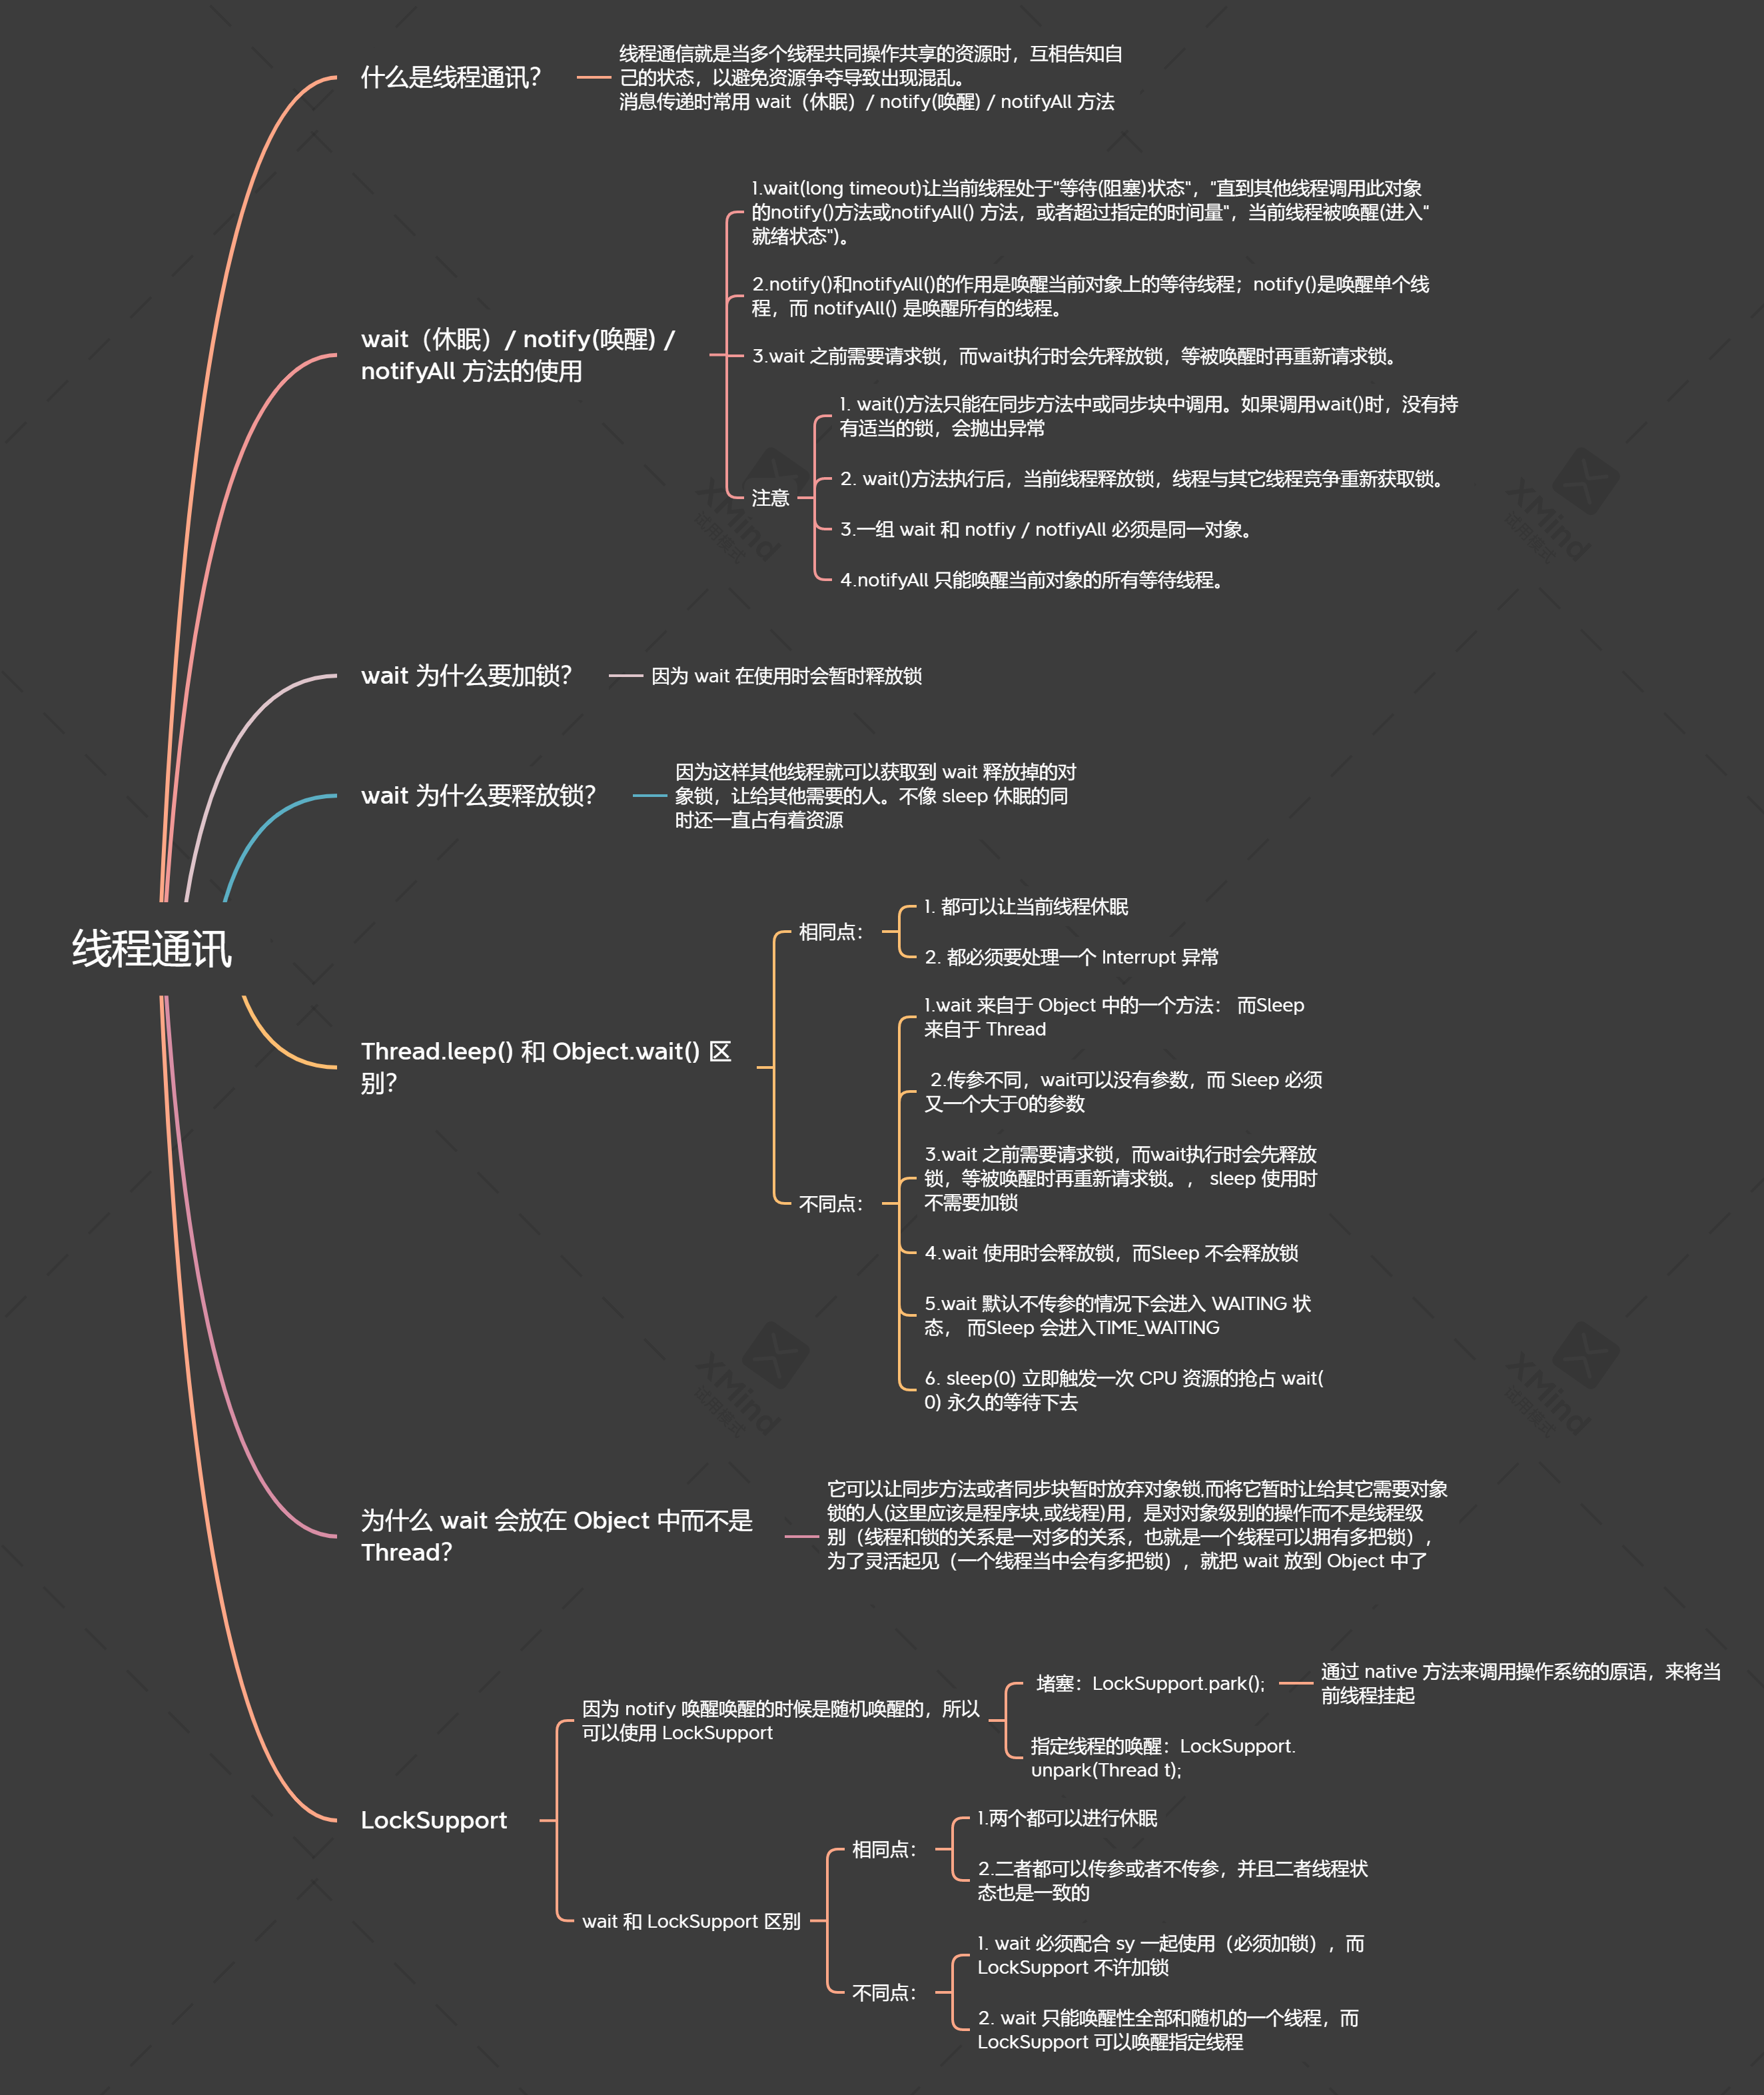 什么是线程通讯？
线程通信就是当多个线程共同操作共享的资源时，互相告知自
己的状态，以避免资源争夺导致出现混乱。
消息传递时常用 wait（休眠）/ notify(唤醒) / notifyAll 方法
wait（休眠）/ notify(唤醒) /
notifyAll 方法的使用
1.wait(long timeout)让当前线程处于"等待(阻塞)状态"，"直到其他线程调用此对象
的notify()方法或notifyAll() 方法，或者超过指定的时间量"，当前线程被唤醒(进入"
就绪状态")。
2.notify()和notifyAll()的作用是唤醒当前对象上的等待线程；notify()是唤醒单个线
程，而 notifyAll() 是唤醒所有的线程。
3.wait 之前需要请求锁，而wait执行时会先释放锁，等被唤醒时再重新请求锁。
注意
1. wait()方法只能在同步方法中或同步块中调用。如果调用wait()时，没有持
有适当的锁，会抛出异常
2. wait()方法执行后，当前线程释放锁，线程与其它线程竞争重新获取锁。
3.一组 wait 和 notfiy / notfiyAll 必须是同一对象。
4.notifyAll 只能唤醒当前对象的所有等待线程。
wait 为什么要加锁？
因为 wait 在使用时会暂时释放锁
wait 为什么要释放锁？
因为这样其他线程就可以获取到 wait 释放掉的对
象锁，让给其他需要的人。不像 sleep 休眠的同
时还一直占有着资源
线程通讯
Thread.leep() 和 Object.wait() 区
别？
相同点：
1. 都可以让当前线程休眠
2. 都必须要处理一个 Interrupt 异常
不同点：
1.wait 来自于 Object 中的一个方法： 而Sleep
来自于 Thread
2.传参不同，wait可以没有参数，而 Sleep 必须
又一个大于0的参数
3.wait 之前需要请求锁，而wait执行时会先释放
锁，等被唤醒时再重新请求锁。， sleep 使用时
不需要加锁
4.wait 使用时会释放锁，而Sleep 不会释放锁
5.wait 默认不传参的情况下会进入 WAITING 状
态， 而Sleep 会进入TIME_WAITING
6. sleep(0) 立即触发一次 CPU 资源的抢占 wait(
0) 永久的等待下去
为什么 wait 会放在 Object 中而不是
Thread？
它可以让同步方法或者同步块暂时放弃对象锁,而将它暂时让给其它需要对象
锁的人(这里应该是程序块,或线程)用，是对对象级别的操作而不是线程级
别（线程和锁的关系是一对多的关系，也就是一个线程可以拥有多把锁），
为了灵活起见（一个线程当中会有多把锁），就把 wait 放到 Object 中了
LockSupport
因为 notify 唤醒唤醒的时候是随机唤醒的，所以
可以使用 LockSupport
堵塞：LockSupport.park();
通过 native 方法来调用操作系统的原语，来将当
前线程挂起
指定线程的唤醒：LockSupport.
unpark(Thread t);
wait 和 LockSupport 区别
相同点：
1.两个都可以进行休眠
2.二者都可以传参或者不传参，并且二者线程状
态也是一致的
不同点：
1. wait 必须配合 sy 一起使用（必须加锁），而
LockSupport 不许加锁
2. wait 只能唤醒性全部和随机的一个线程，而
LockSupport 可以唤醒指定线程
XMind
试用模式
XMind
试用模式
XMind
试用模式
XMind
试用模式